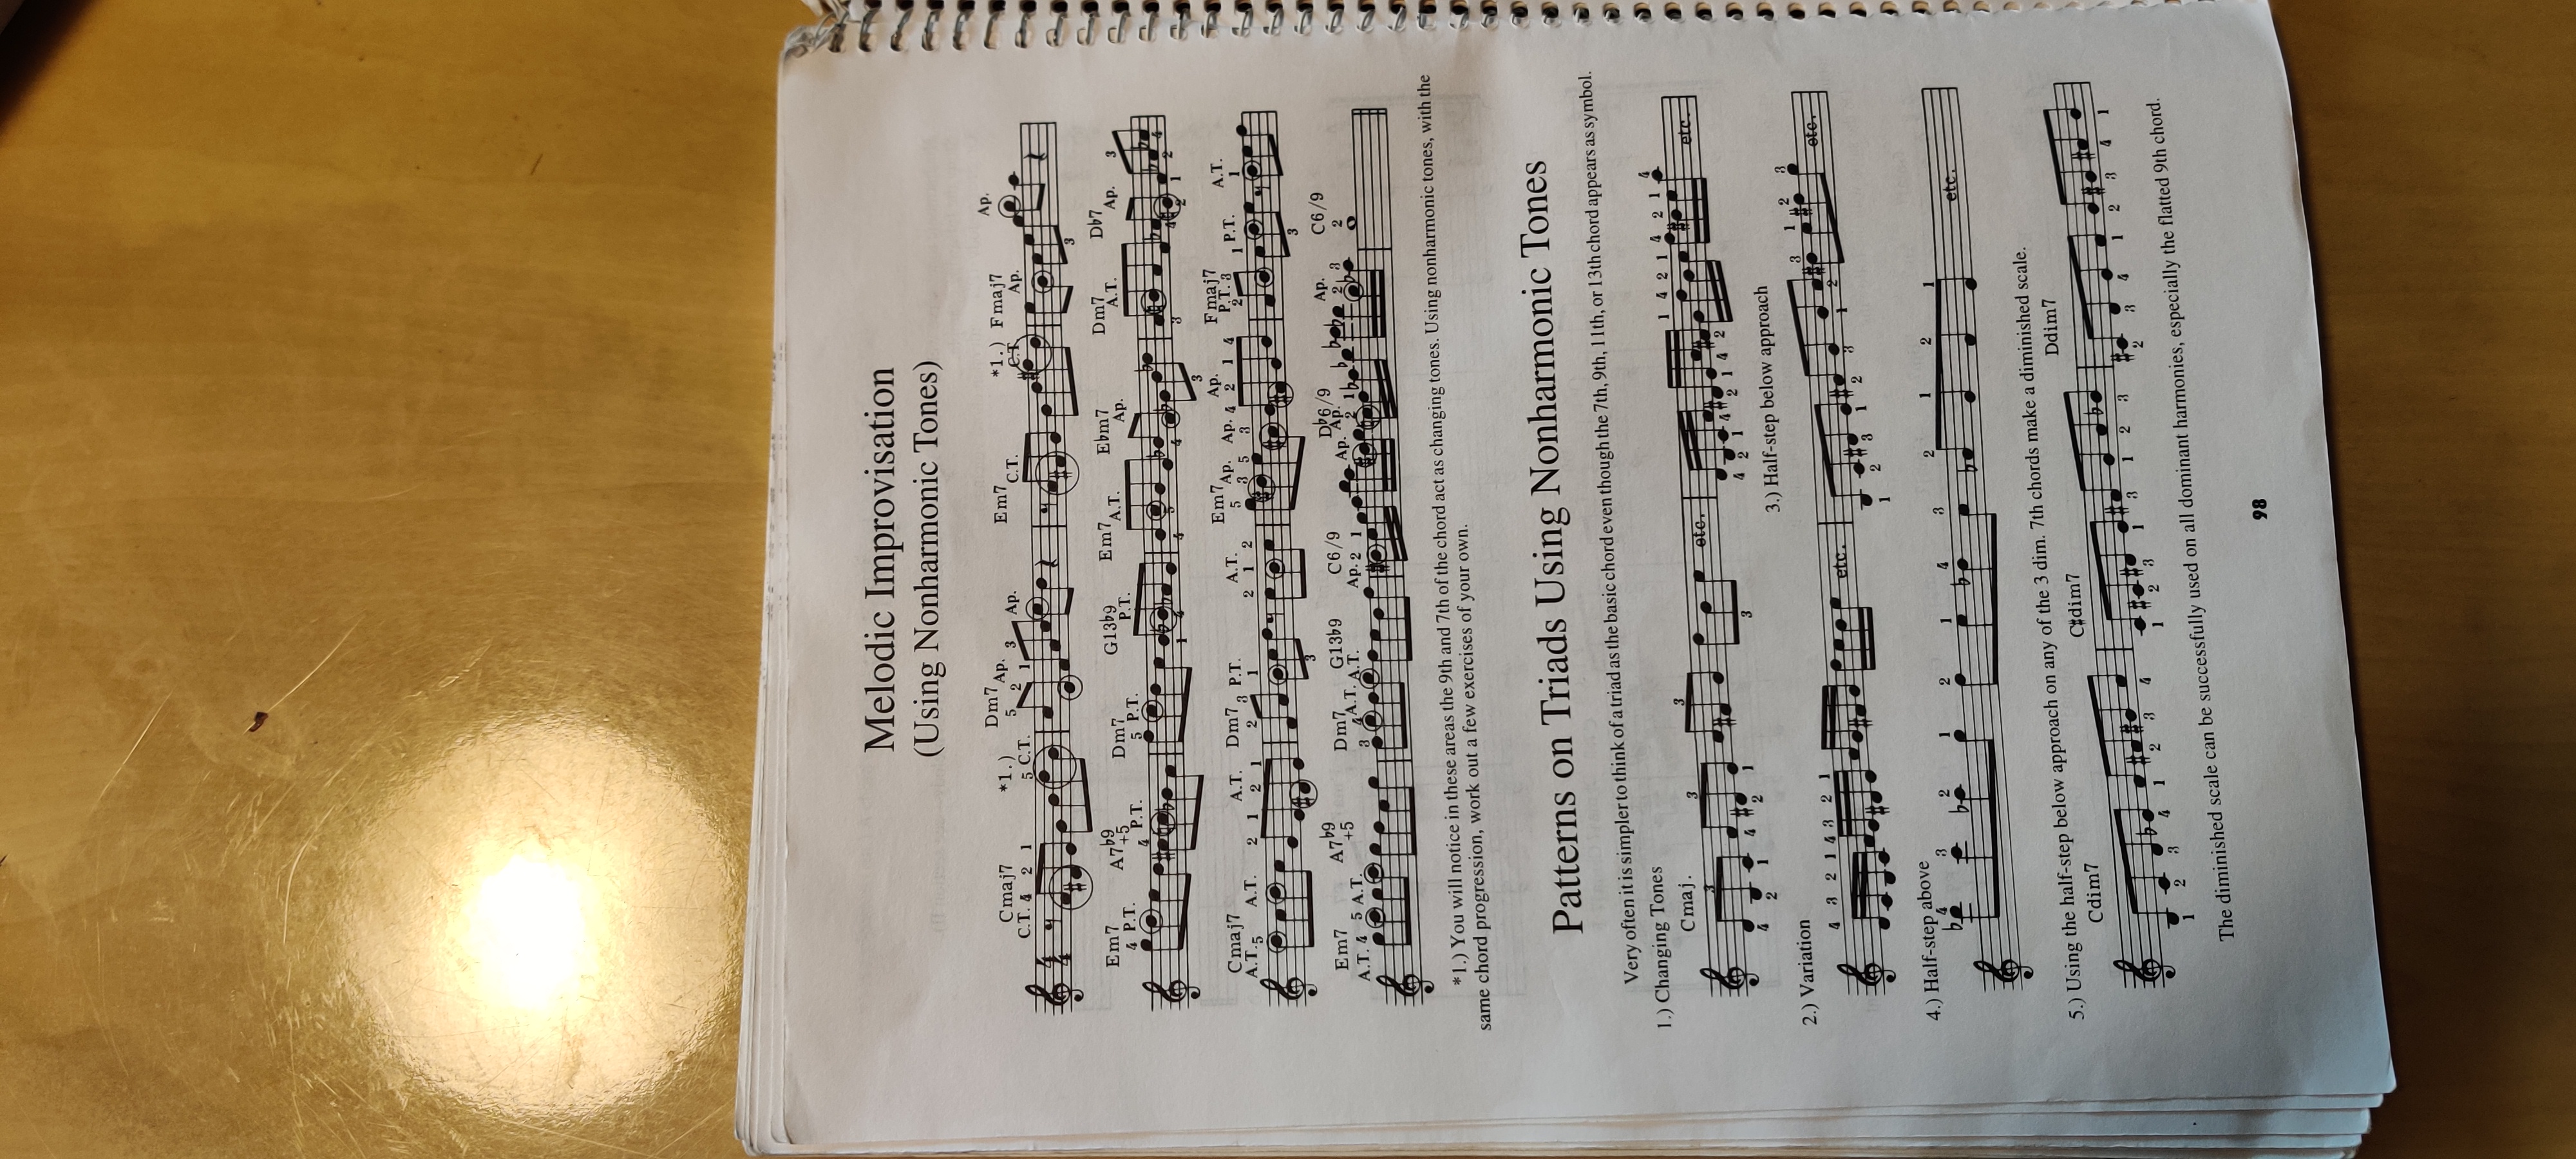 Melodic Improvisation
(Using Nonharmonic Tones)
Cmaj7 *1.) Dm7 Ap. Em7 *1.) Fmaj7 Ap.
C.T. 4 2 1 5 C.T. 5 2 1 3 Ap. C.T. C.T. Ap.
3
Em7 A7♭9+5 Dm7 G13♭9 Em7 A.T. E♭m7 Ap. Dm7 A.T. D♭7 Ap. 3
4 P.T. 4 P.T. 5 P.T. P.T.
1 4 4 5 4 3 3 4 2 1 2 4
Cmaj7 A.T. Dm7 3 P.T. A.T. Em7 Ap. Ap. 4 Ap. Fmaj7 A.T.
A.T. 5 A.T. 2 1 2 1 2 1 2 1 2 5 3 5 3 2 1 4 P.T. 3 2 1 P.T. 1
3 3
Em7 A7♭9+5 Dm7 G13♭9 C6/9 D♭6/9 Ap. C6/9
A.T. 4 5 A.T. 3 4 A.T. A.T. Ap. 2 1 Ap. Ap. 2 1 2 3 2
*1.) You will notice in these areas the 9th and 7th of the chord act as changing tones. Using nonharmonic tones, with the
same chord progression, work out a few exercises of your own.
Patterns on Triads Using Nonharmonic Tones
Very often it is simpler to think of a triad as the basic chord even though the 7th, 9th, 11th, or 13th chord appears as symbol.
1.) Changing Tones
Cmaj.
3 3 3 etc. 1 4 2 1 4 2 1 4 etc.
4 2 1 4 2 1 3 4 2 1 4 2 1 4 2
2.) Variation
4 3 2 1 4 3 2 1 etc.
3.) Half-step below approach
3 1 2 3 etc.
1 2 3 1 2 3 1 2
4.) Half-step above
4 3 2 1 2 1 4 3 2 1 2 1 etc.
5.) Using the half-step below approach on any of the 3 dim. 7th chords make a diminished scale.
Cdim7 C♯dim7 Ddim7
1 2 3 4 1 2 3 4 1 2 3 1 3 1 2 3 2 3 4 1 2 3 4 1
The diminished scale can be successfully used on all dominant harmonies, especially the flatted 9th chord.
98